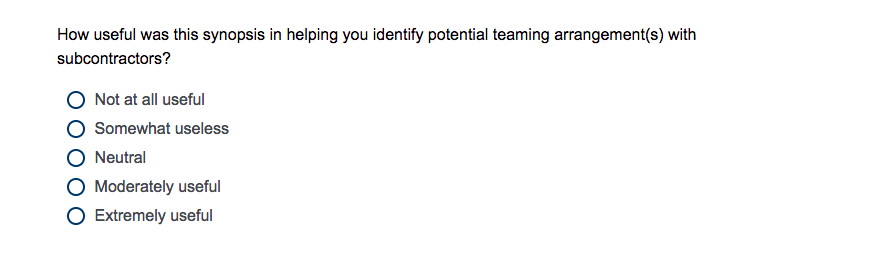 How useful was this synopsis in helping you identify potential teaming arrangement(s) with
subcontractors?
Not at all useful
Somewhat useless
Neutral
Moderately useful
Extremely useful